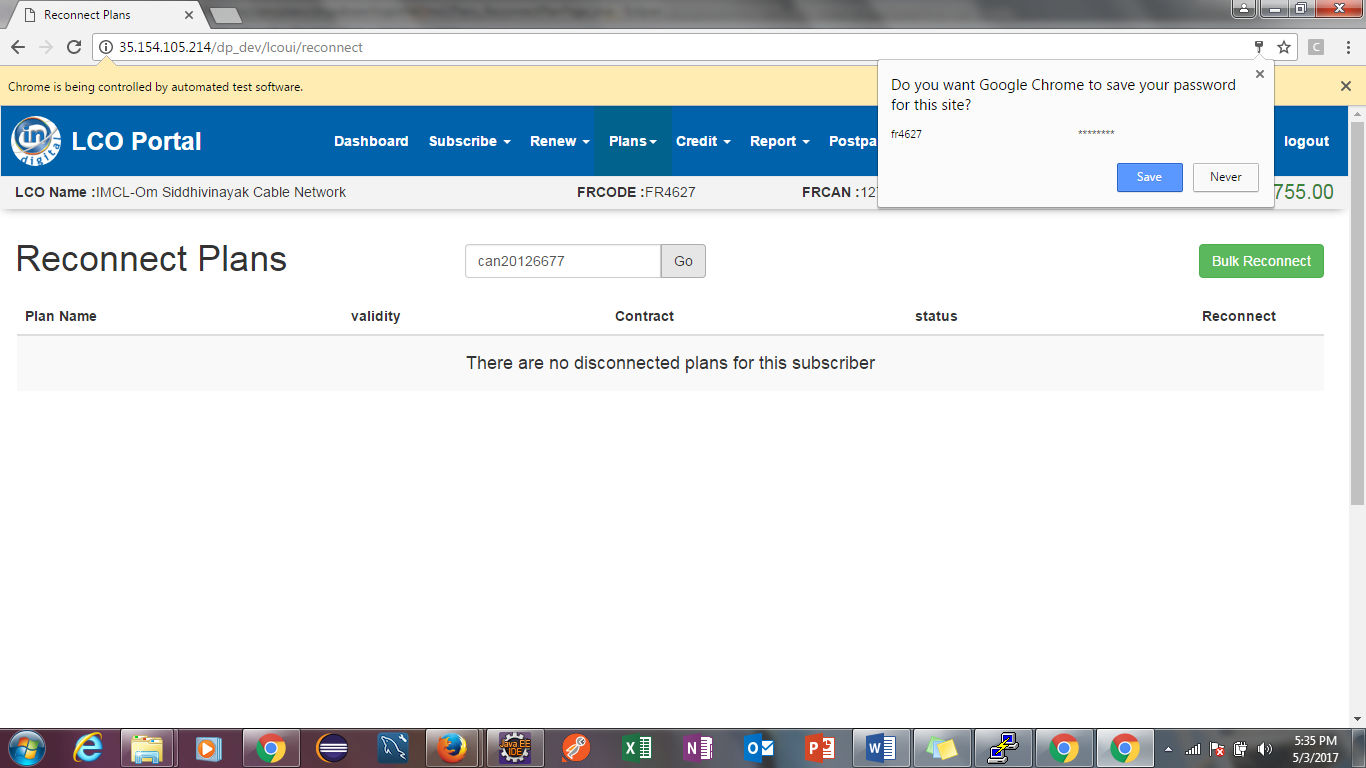 Reconnect Plans
35.154.105.214/dp_dev/lcoui/reconnect
Chrome is being controlled by automated test software.
Do you want Google Chrome to save your password
for this site?
fr4627 ********
Save Never
in
digital
LCO Portal Dashboard Subscribe Renew Plans Credit Report Postpa logout
LCO Name :IMCL-Om Siddhivinayak Cable Network FRCODE :FR4627 FRCAN :12 755.00
Reconnect Plans can20126677 Go Bulk Reconnect
Plan Name validity Contract status Reconnect
There are no disconnected plans for this subscriber
Java EE
IDE
5:35 PM
5/3/2017